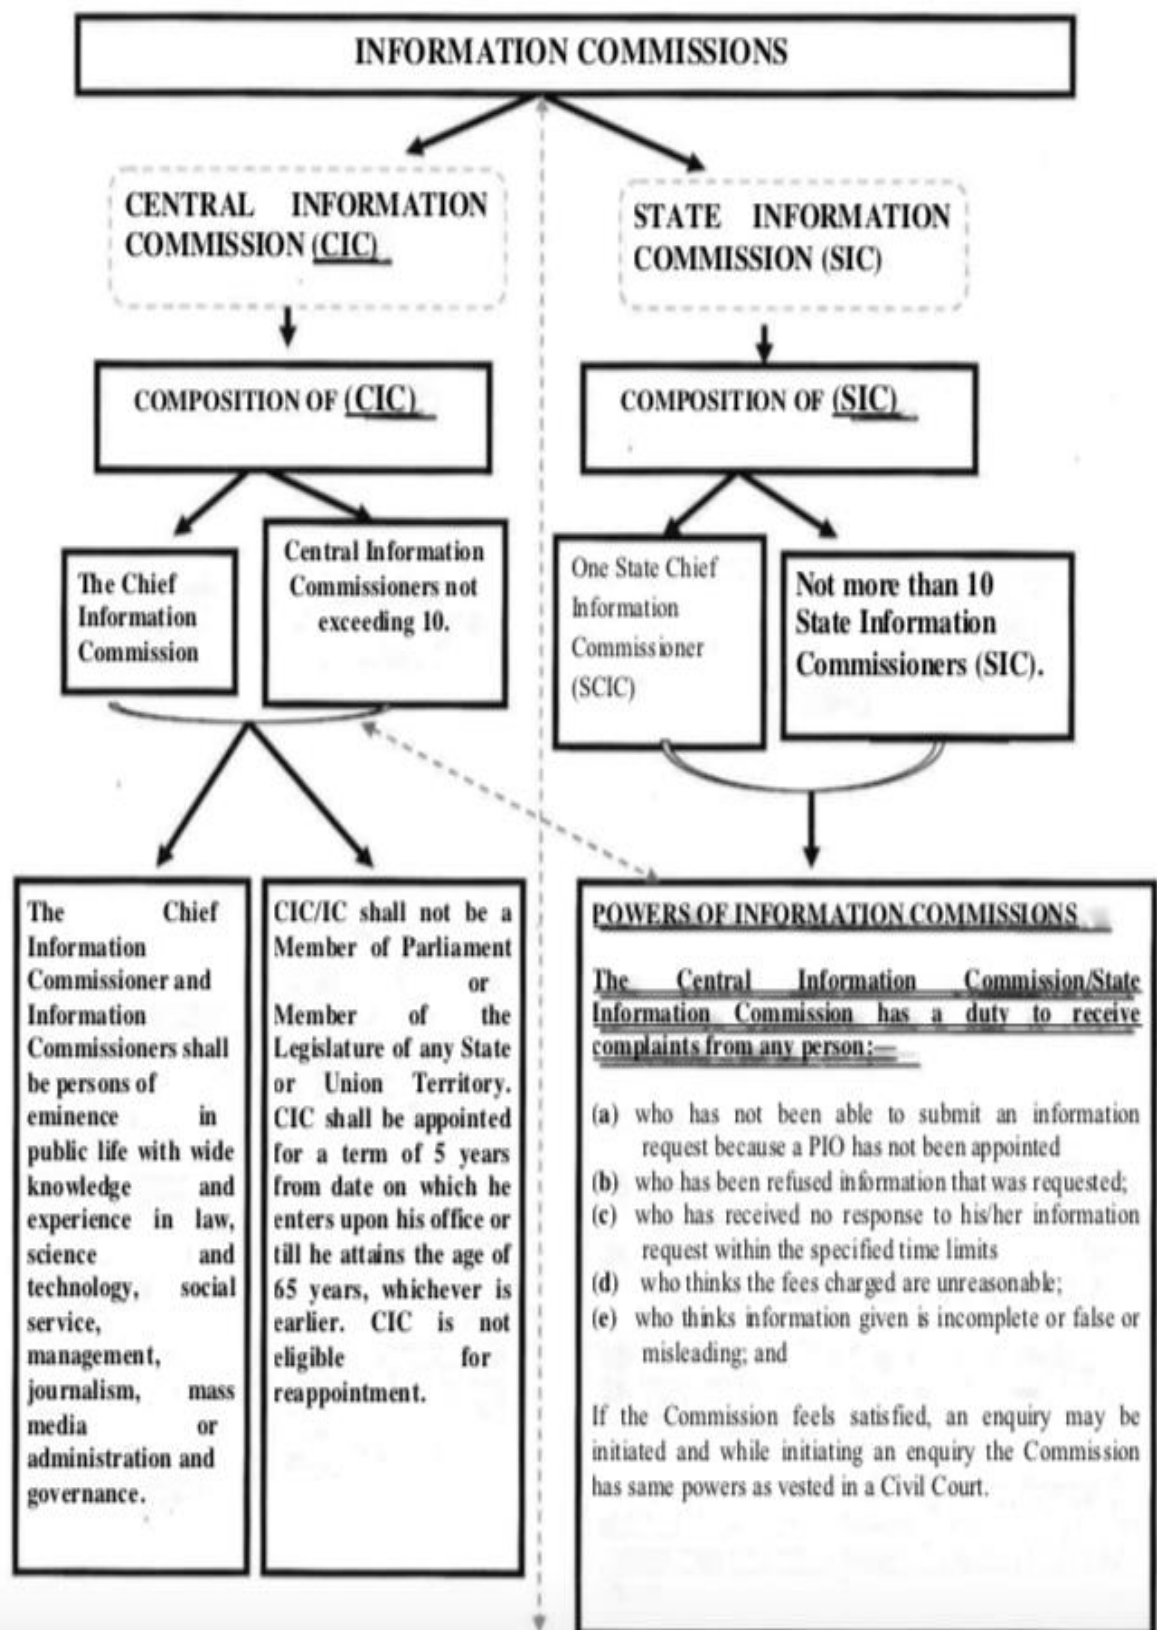 INFORMATION COMMISSIONS
CENTRAL INFORMATION
COMMISSION (CIC)
STATE INFORMATION
COMMISSION (SIC)
COMPOSITION OF (CIC)
COMPOSITION OF (SIC)
The Chief
Information
Commission
Central Information
Commissioners not
exceeding 10.
One State Chief
Information
Commissioner
(SCIC)
Not more than 10
State Information
Commissioners (SIC).
The Chief
Information
Commissioner and
Information
Commissioners shall
be persons of
eminence in
public life with wide
knowledge and
experience in law,
science and
technology, social
service,
management,
journalism, mass
media or
administration and
governance.
CIC/IC shall not be a
Member of Parliament
or
Member of the
Legislature of any State
or Union Territory.
CIC shall be appointed
for a term of 5 years
from date on which he
enters upon his office or
till he attains the age of
65 years, whichever is
earlier. CIC is not
eligible for
reappointment.
POWERS OF INFORMATION COMMISSIONS
The Central Information Commission/State
Information Commission has a duty to receive
complaints from any person:—
(a) who has not been able to submit an information
request because a PIO has not been appointed
(b) who has been refused information that was requested;
(c) who has received no response to his/her information
request within the specified time limits
(d) who thinks the fees charged are unreasonable;
(e) who thinks information given is incomplete or false or
misleading; and
If the Commission feels satisfied, an enquiry may be
initiated and while initiating an enquiry the Commission
has same powers as vested in a Civil Court.